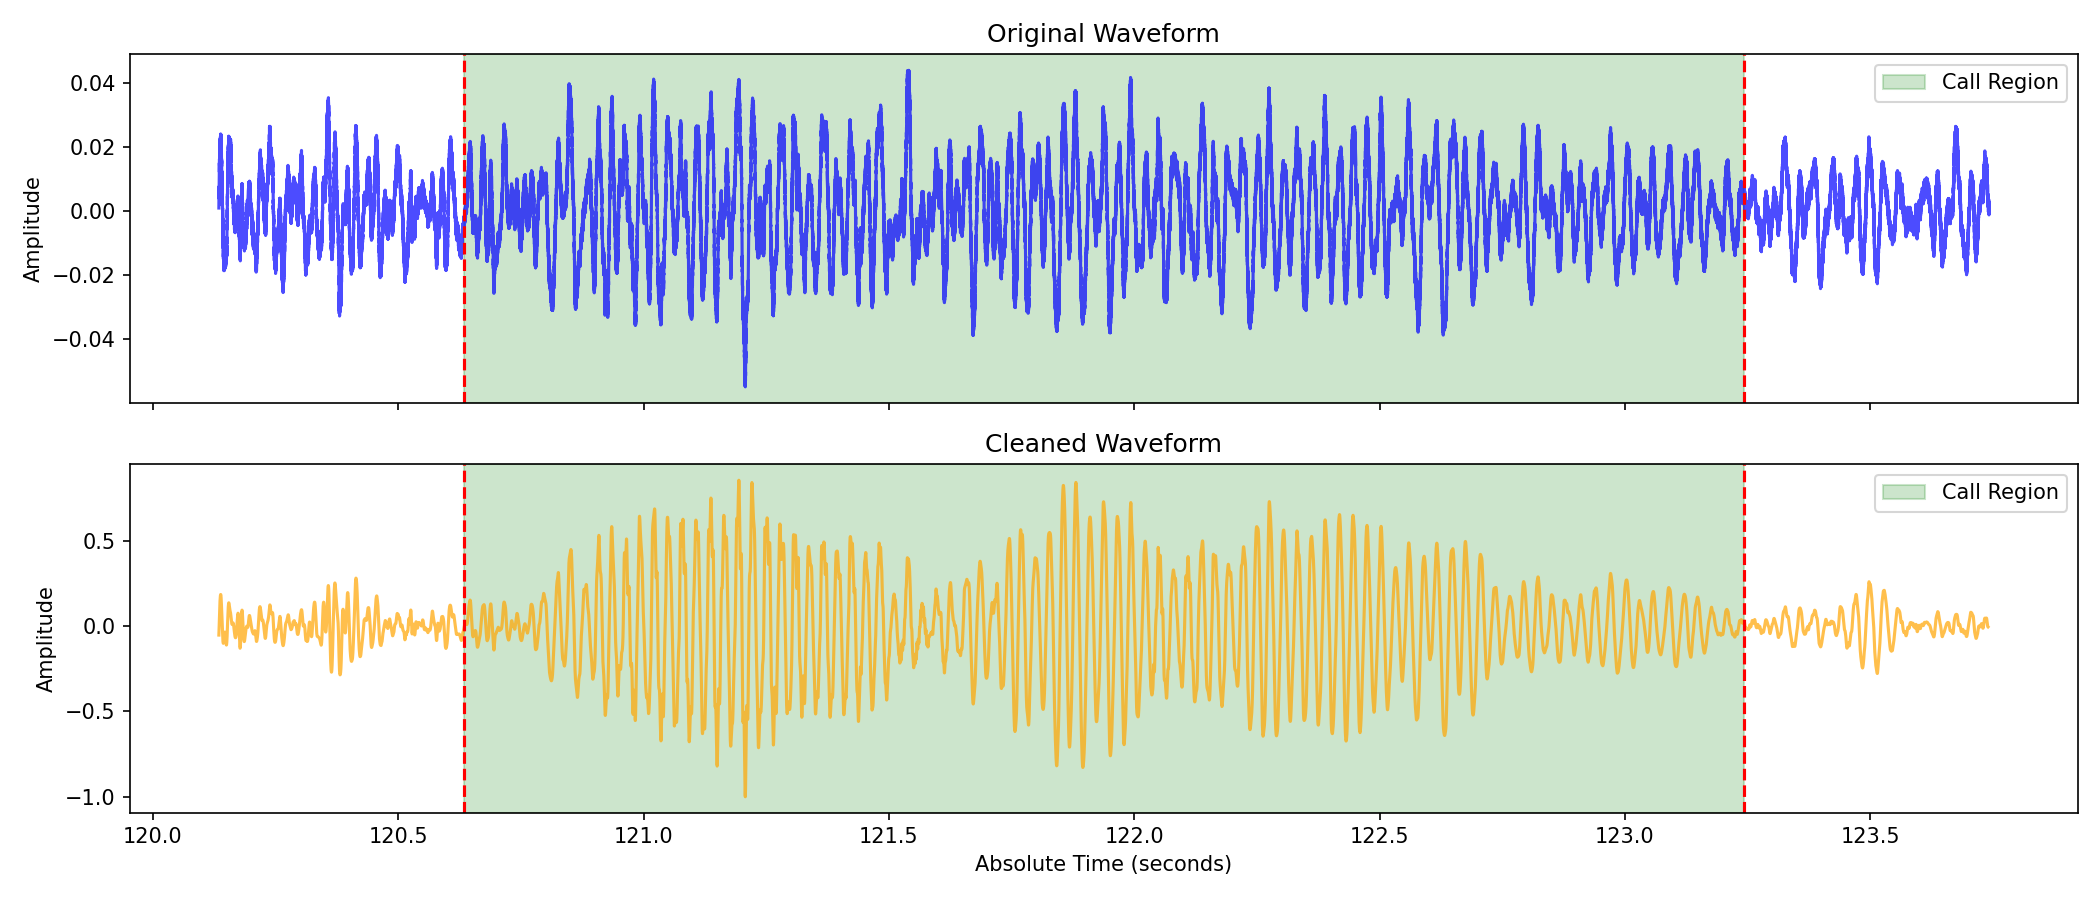 Original Waveform
Amplitude
0.04
0.02
0.00
−0.02
−0.04
Call Region
Cleaned Waveform
Amplitude
0.5
0.0
−0.5
−1.0
Call Region
120.0 120.5 121.0 121.5 122.0 122.5 123.0 123.5
Absolute Time (seconds)